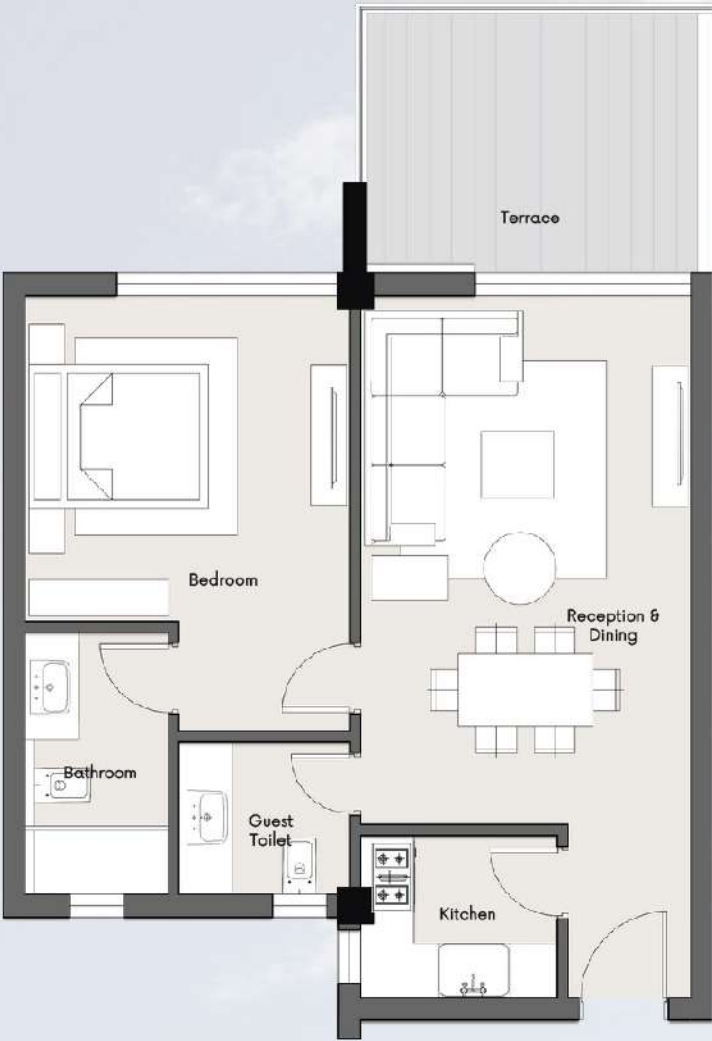 Terrace
Bedroom
Reception &
Dining
Bathroom
Guest
Toilet
Kitchen